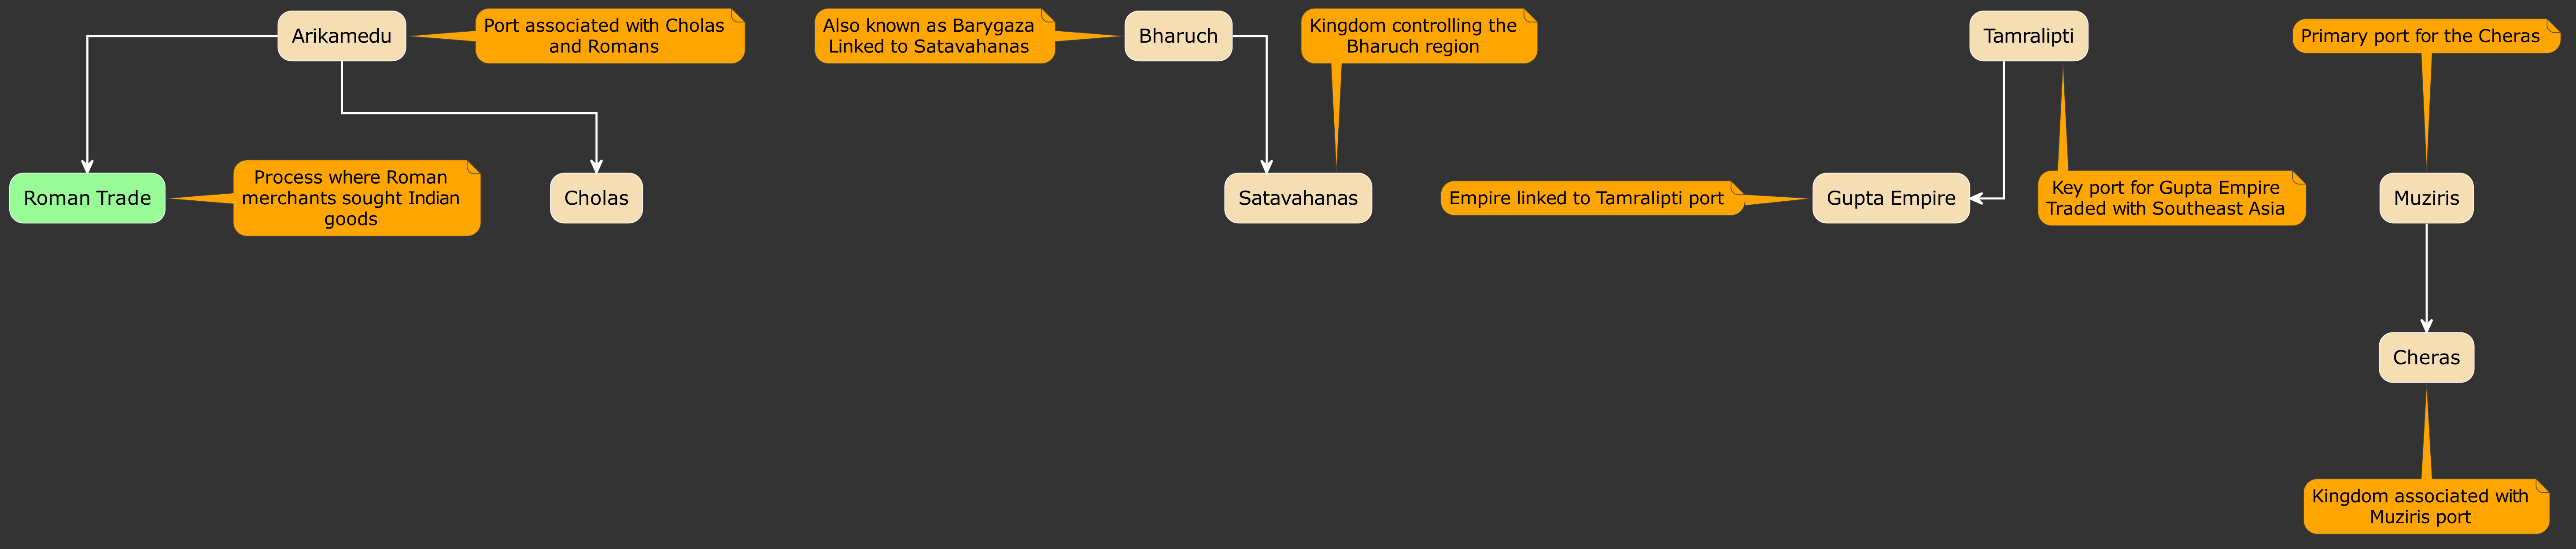 Arikamedu
Port associated with Cholas
and Romans
Also known as Barygaza
Linked to Satavahanas
Bharuch
Kingdom controlling the
Bharuch region
Tamralipti
Primary port for the Cheras
Roman Trade
Process where Roman
merchants sought Indian
goods
Cholas
Satavahanas
Empire linked to Tamralipti port
Gupta Empire
Key port for Gupta Empire
Traded with Southeast Asia
Muziris
Cheras
Kingdom associated with
Muziris port